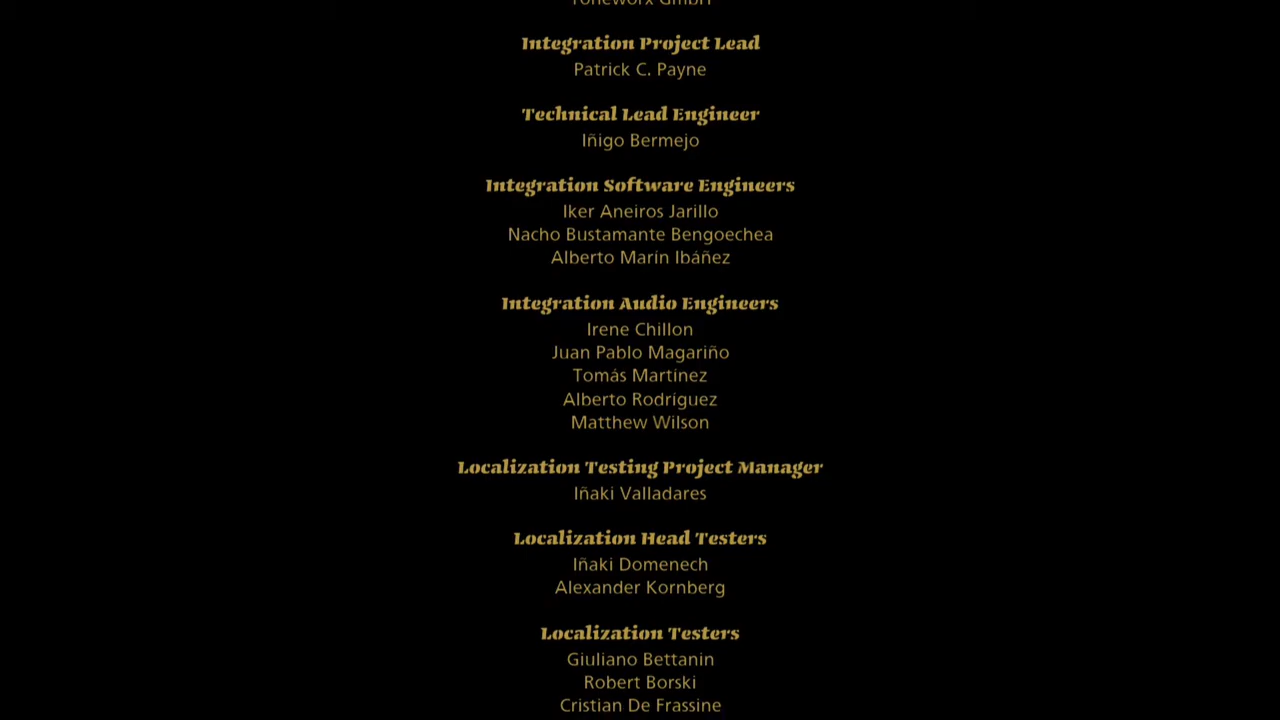 Toneworx GmbH
Integration Project Lead
Patrick C. Payne
Technical Lead Engineer
Iñigo Bermejo
Integration Software Engineers
Iker Aneiros Jarillo
Nacho Bustamante Bengoechea
Alberto Marín Ibáñez
Integration Audio Engineers
Irene Chillon
Juan Pablo Magariño
Tomás Martínez
Alberto Rodríguez
Matthew Wilson
Localization Testing Project Manager
Iñaki Valladares
Localization Head Testers
Iñaki Domenech
Alexander Kornberg
Localization Testers
Giuliano Bettanin
Robert Borski
Cristian De Frassine